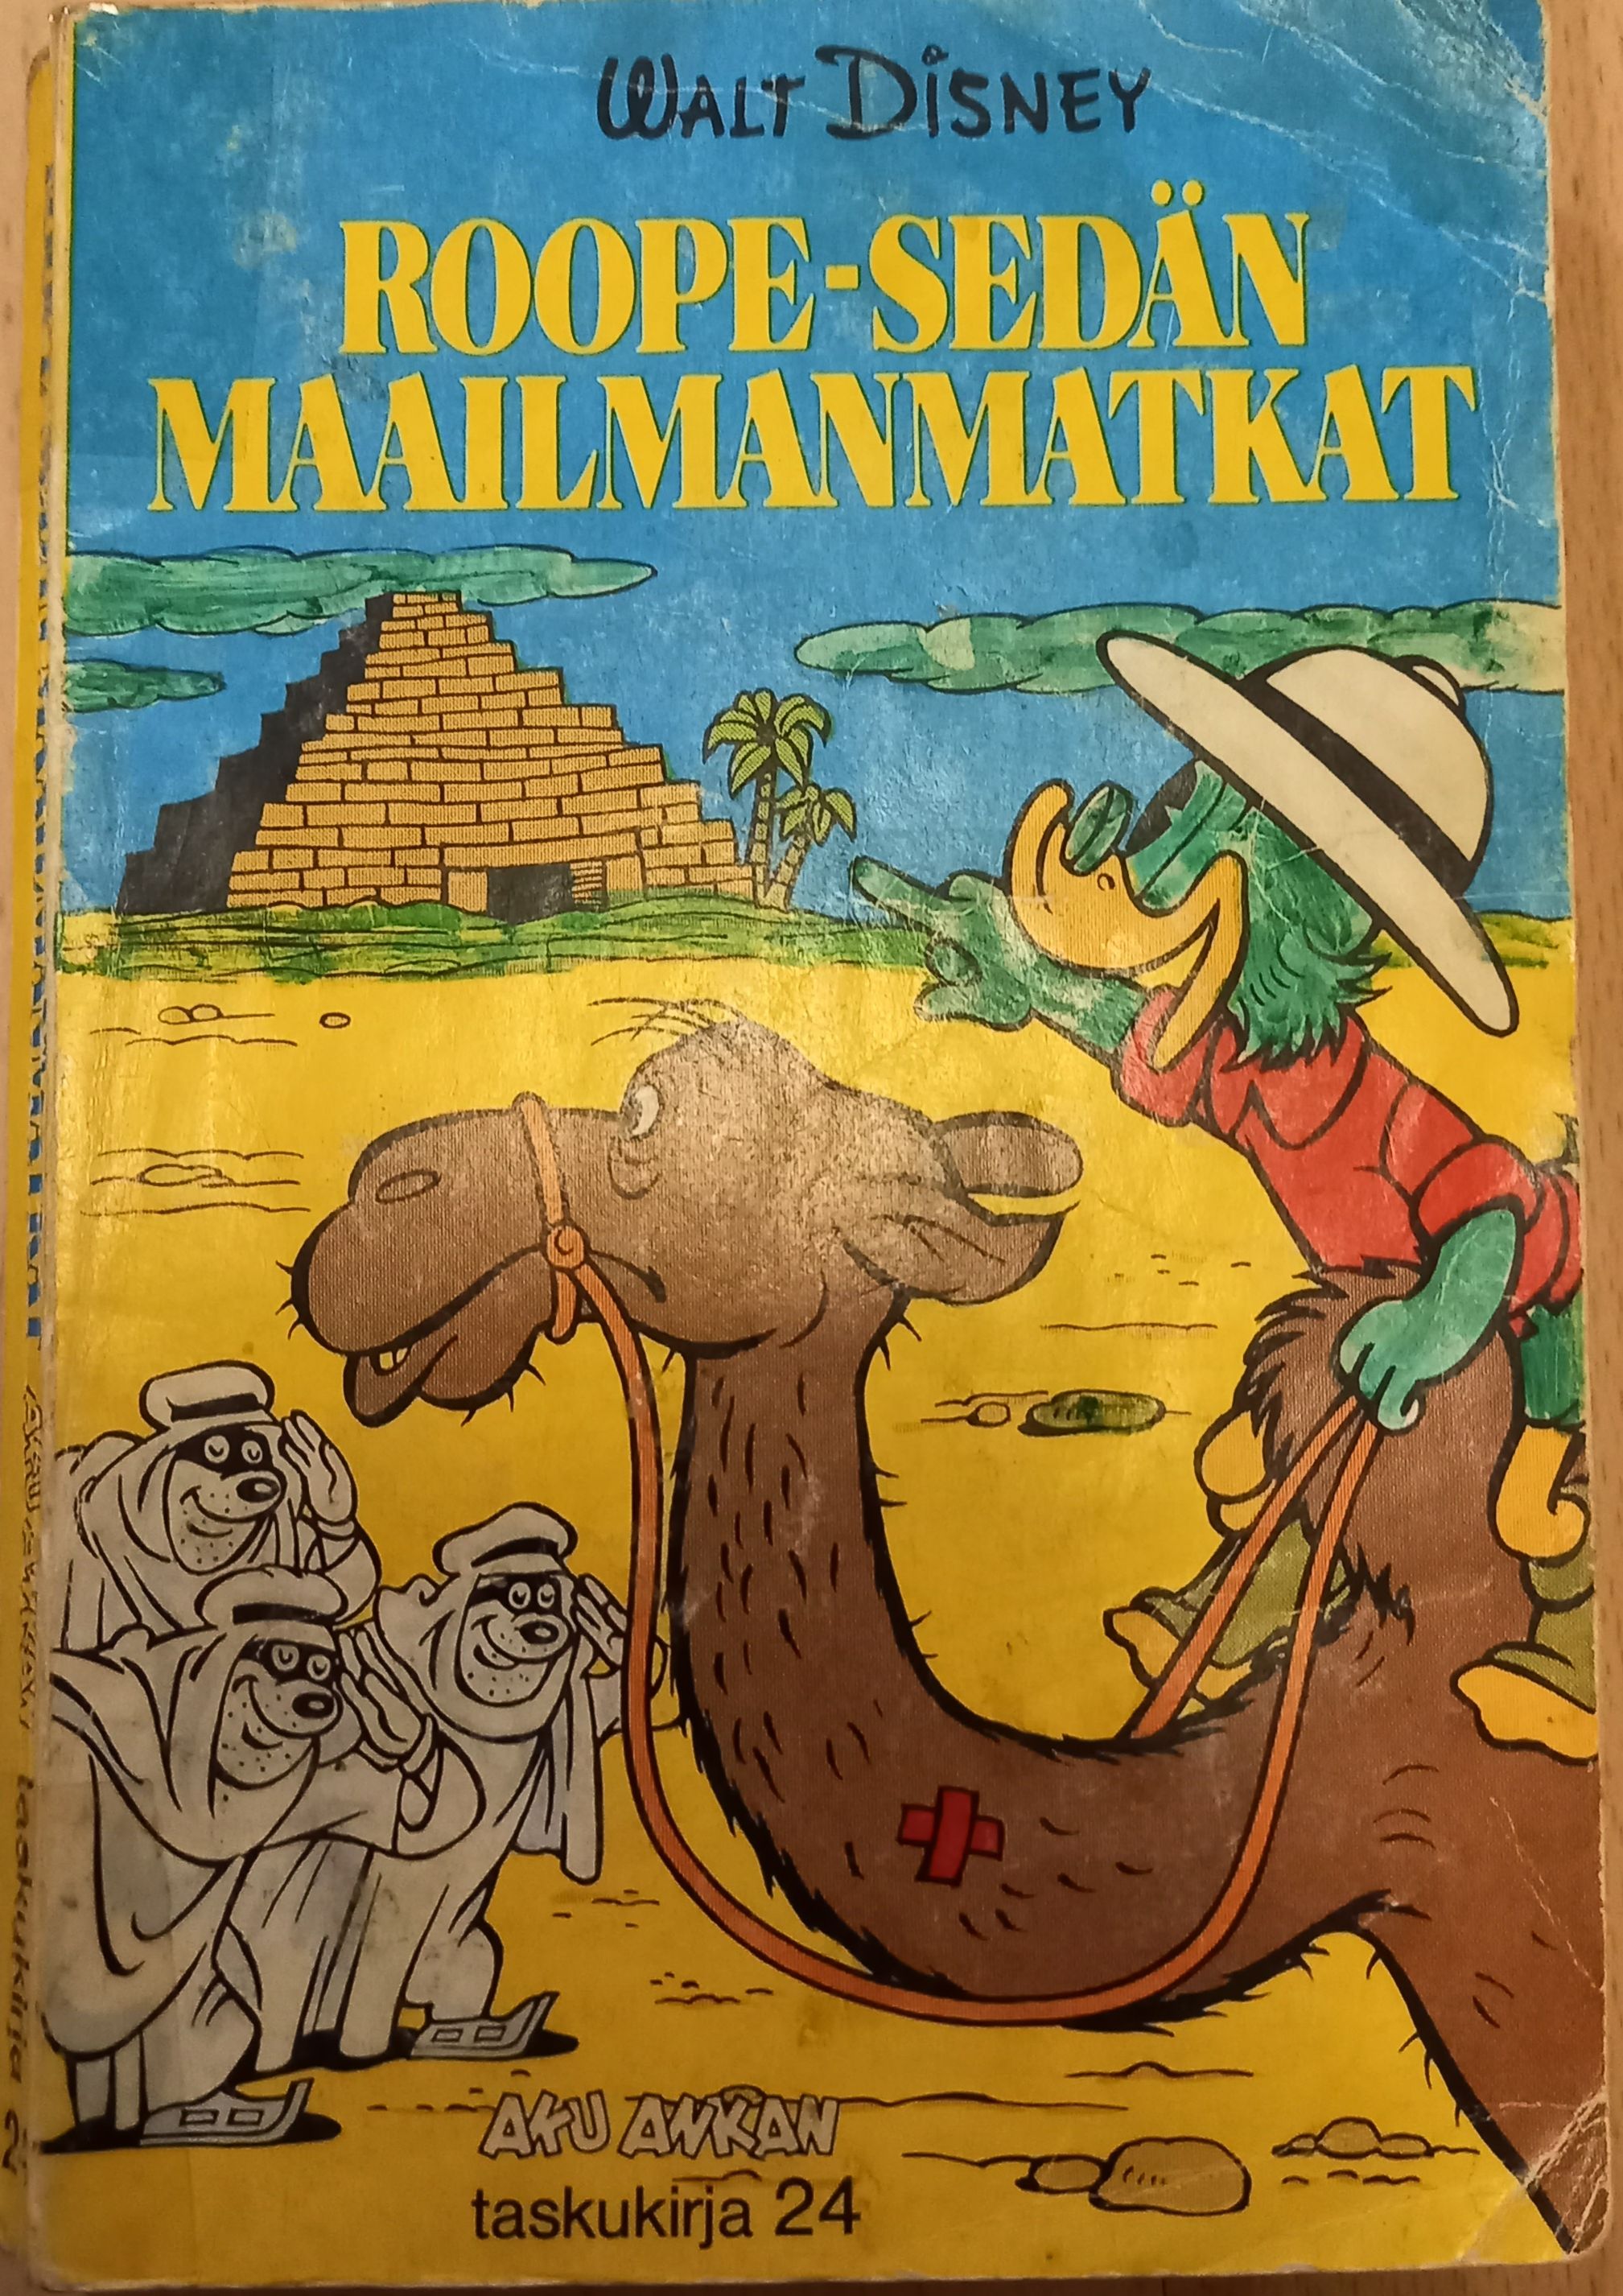 WALT DISNEY
ROOPE-SEDÄN
MAAILMANMATKAT
AKU ANKAN
taskukirja 24